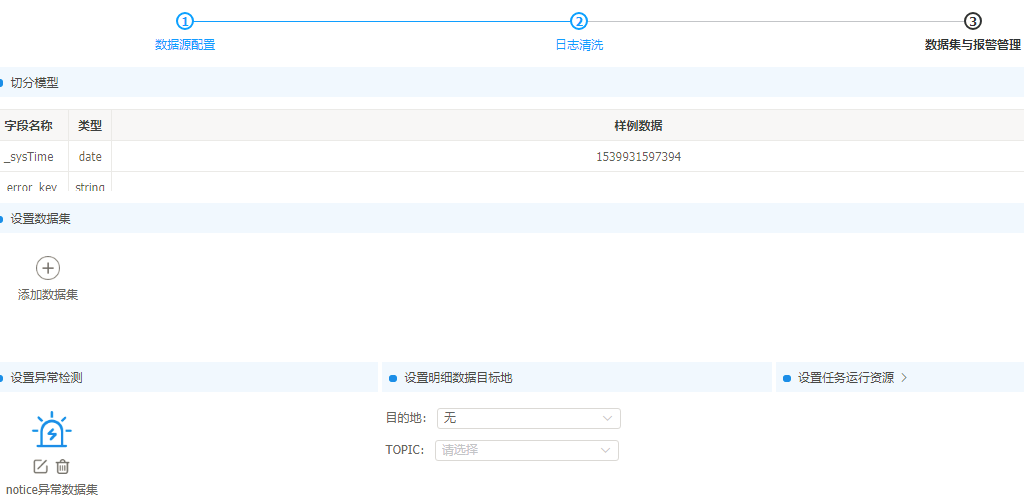 1 2 3
数据源配置 日志清洗 数据集与报警管理
切分模型
字段名称 类型 样例数据
_sysTime date 1539931597394
error_key string
设置数据集
添加数据集
设置异常检测 设置明细数据目标地 设置任务运行资源 >
目的地: 无
TOPIC: 请选择
notice异常数据集